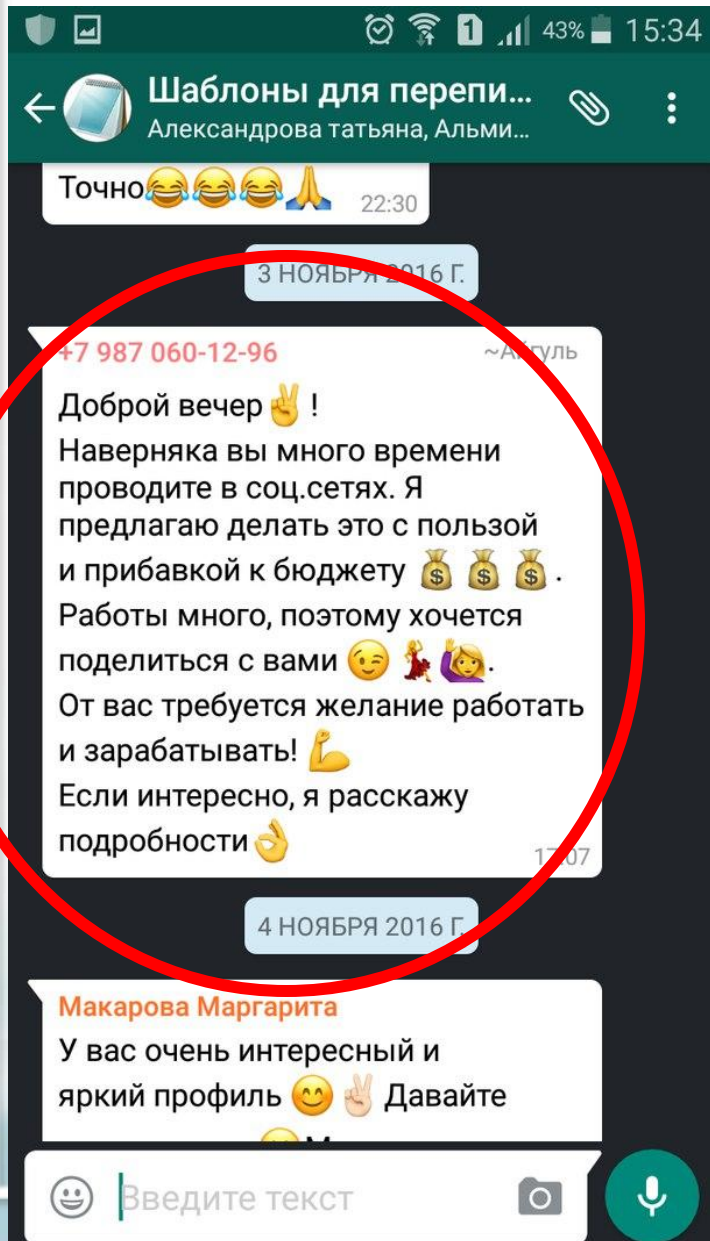 43% 15:34
Шаблоны для перепи...
Александрова татьяна, Альми...
Точно😂😂😂🙏 22:30
3 НОЯБРЯ 2016 Г.
+7 987 060-12-96 ~Айгуль
Доброй вечер✌️!
Наверняка вы много времени
проводите в соц.сетях. Я
предлагаю делать это с пользой
и прибавкой к бюджету 💰 💰 💰.
Работы много, поэтому хочется
поделиться с вами 😉 💃 🙋.
От вас требуется желание работать
и зарабатывать! 💪
Если интересно, я расскажу
подробности👌 17:07
4 НОЯБРЯ 2016 Г.
Макарова Маргарита
У вас очень интересный и
яркий профиль 😊✌🏻 Давайте
Введите текст